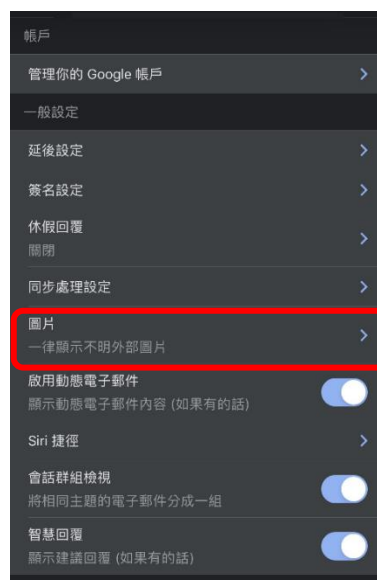 帳戶
管理你的 Google 帳戶
一般設定
延後設定
簽名設定
休假回覆
關閉
同步處理設定
圖片
一律顯示不明外部圖片
啟用動態電子郵件
顯示動態電子郵件內容 (如果有的話)
Siri 捷徑
會話群組檢視
將相同主題的電子郵件分成一組
智慧回覆
顯示建議回覆 (如果有的話)